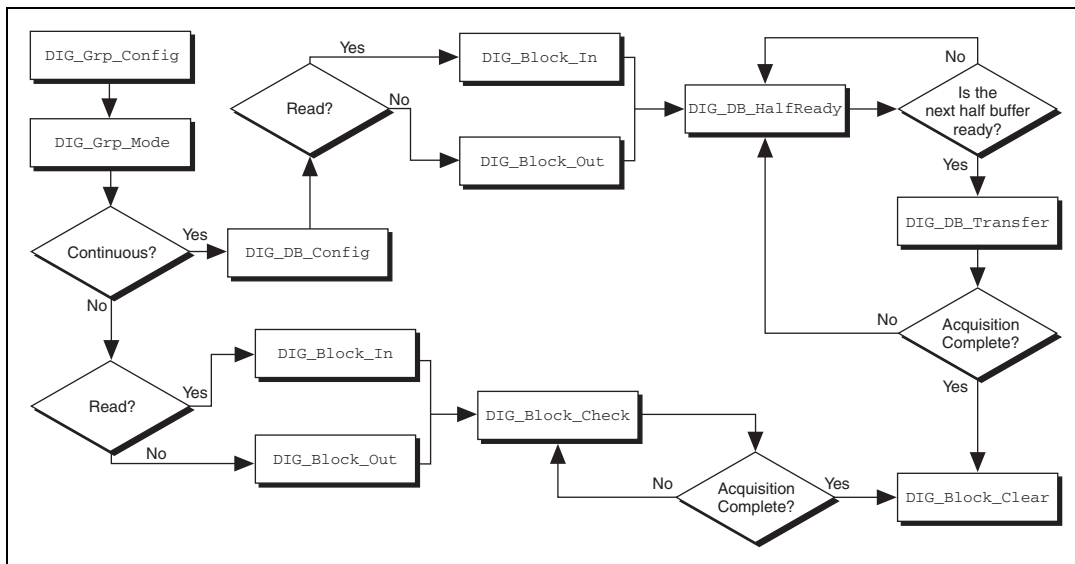 DIG_Grp_Config
DIG_Grp_Mode
Continuous?
Yes
No
DIG_DB_Config
Read?
Yes
No
DIG_Block_In
DIG_Block_Out
DIG_DB_HalfReady
No
Is the
next half buffer
ready?
Yes
DIG_DB_Transfer
No
Acquisition
Complete?
Yes
Read?
Yes
No
DIG_Block_In
DIG_Block_Out
DIG_Block_Check
No
Acquisition
Complete?
Yes
DIG_Block_Clear